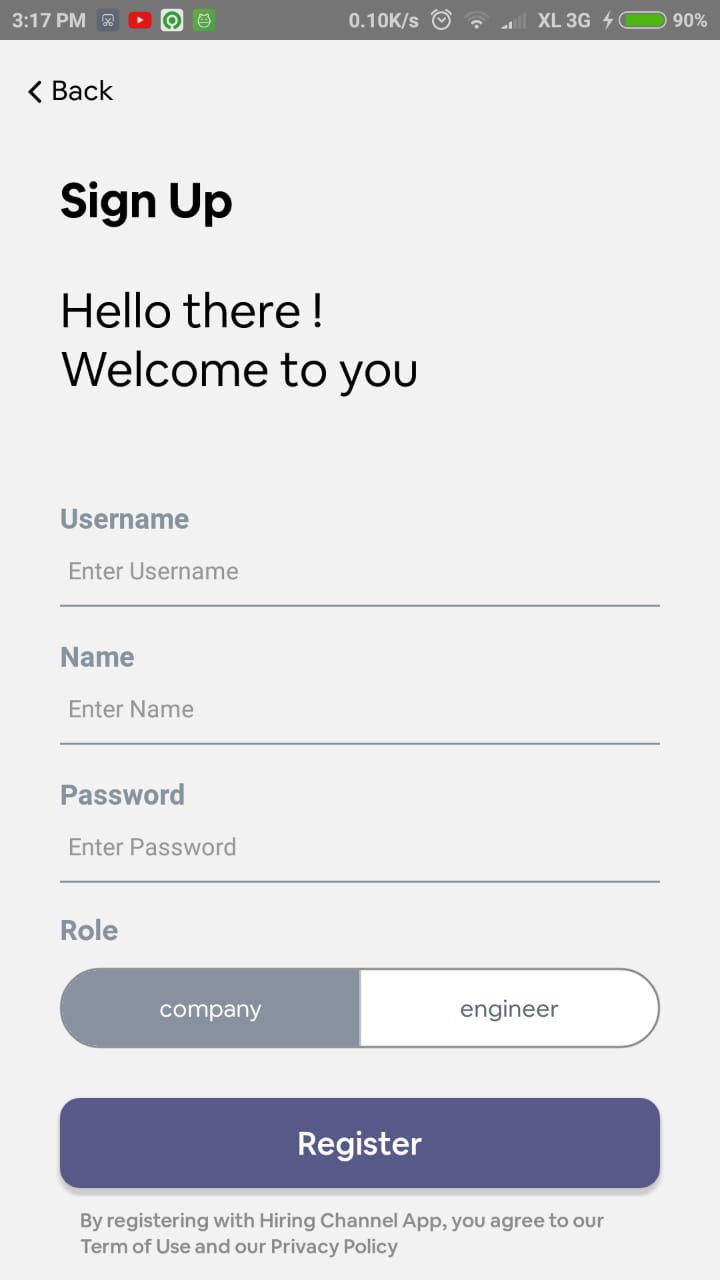 3:17 PM 0.10K/s XL 3G 90%
Back
Sign Up
Hello there !
Welcome to you
Username
Enter Username
Name
Enter Name
Password
Enter Password
Role
company engineer
Register
By registering with Hiring Channel App, you agree to our
Term of Use and our Privacy Policy